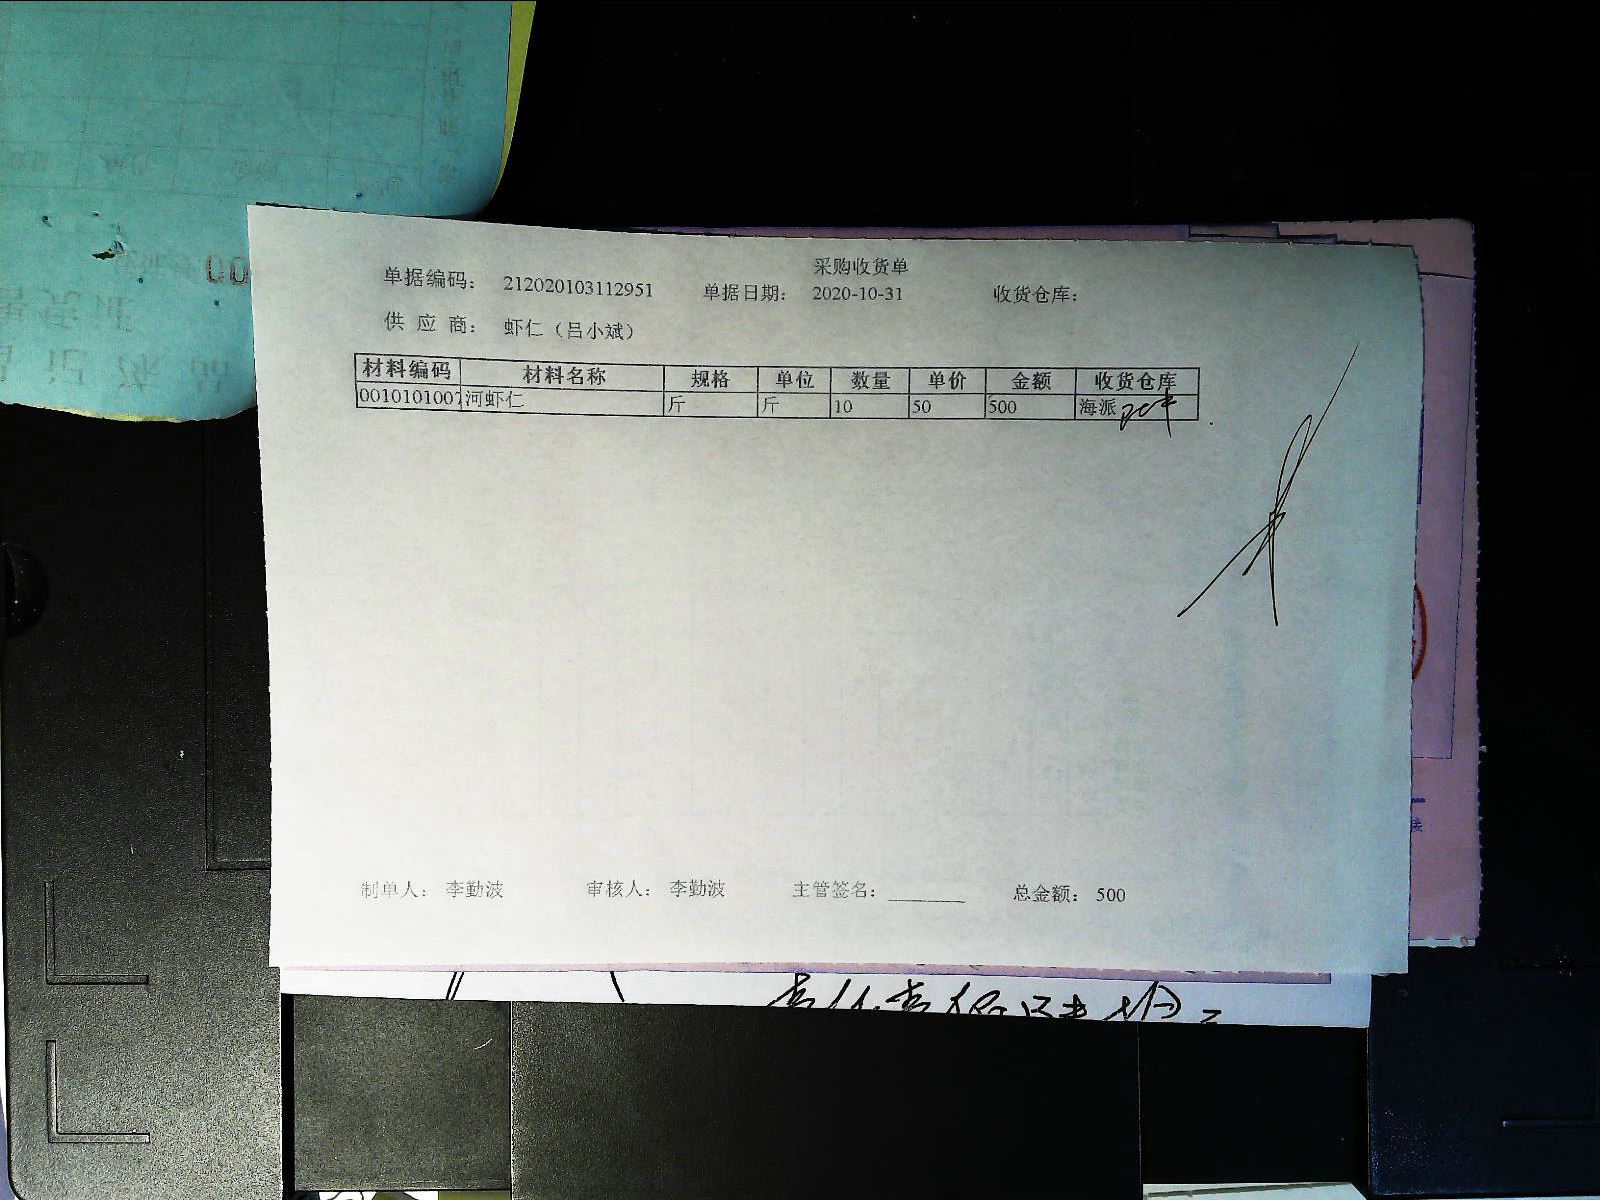 采购收货单
单据编码： 212020103112951 单据日期： 2020-10-31 收货仓库：
供 应 商： 虾仁（吕小斌）
材料编码 材料名称 规格 单位 数量 单价 金额 收货仓库
0010101007 河虾仁 斤 斤 10 50 500 海派
制单人： 李勤波 审核人： 李勤波 主管签名： 总金额： 500